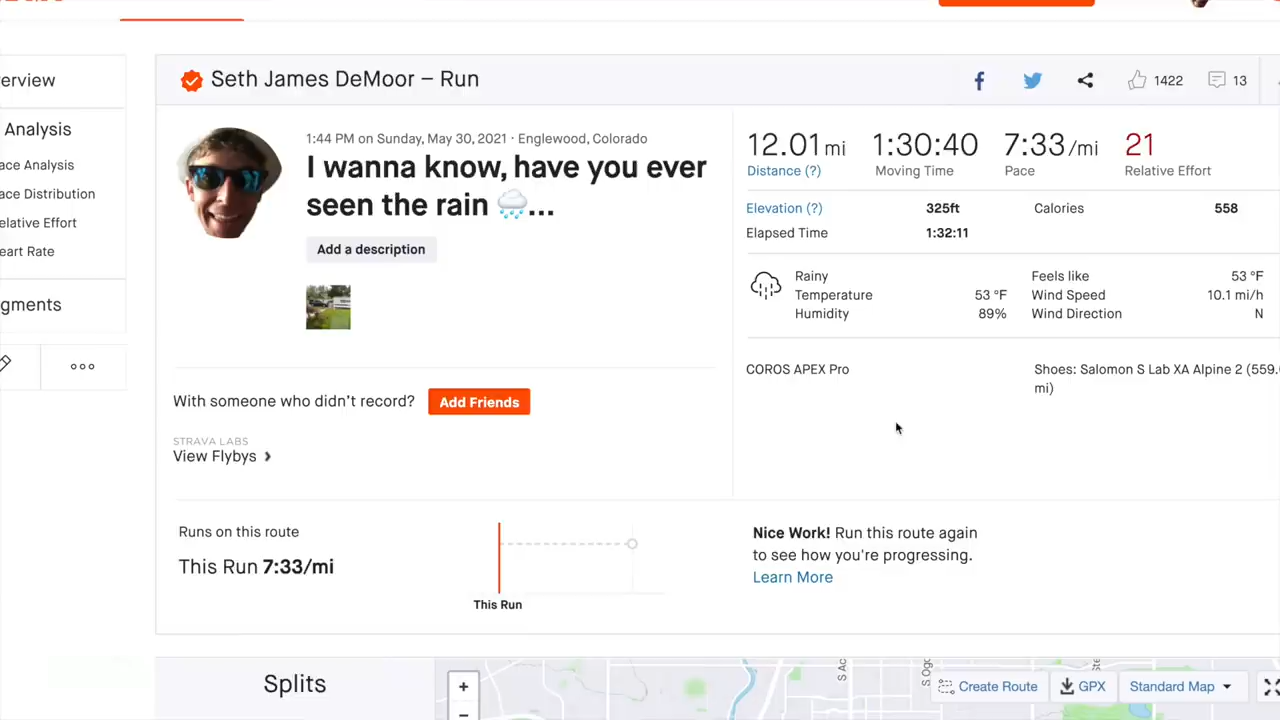 erview
Analysis
ace Analysis
ace Distribution
elative Effort
eart Rate
gments
Seth James DeMoor – Run
1422
13
1:44 PM on Sunday, May 30, 2021 · Englewood, Colorado
I wanna know, have you ever
seen the rain 🌧️...
Add a description
12.01 mi
1:30:40
7:33 /mi
21
Distance (?)
Moving Time
Pace
Relative Effort
Elevation (?)
325ft
Calories
558
Elapsed Time
1:32:11
Rainy
Feels like
53 °F
Temperature
53 °F
Wind Speed
10.1 mi/h
Humidity
89%
Wind Direction
N
COROS APEX Pro
Shoes: Salomon S Lab XA Alpine 2 (559.
mi)
With someone who didn't record?
Add Friends
STRAVA LABS
View Flybys
Runs on this route
This Run 7:33/mi
This Run
Nice Work! Run this route again
to see how you're progressing.
Learn More
Splits
+
−
S Ac
S Og
Ste
Create Route
GPX
Standard Map